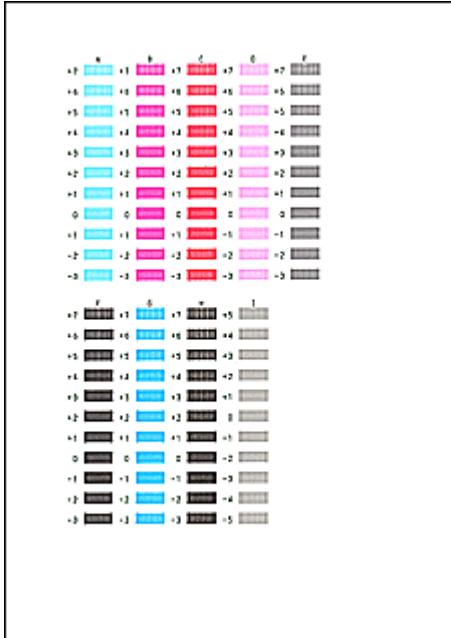 A B C D E
+7 +7 +7 +7 +7
+6 +6 +6 +6 +6
+5 +5 +5 +5 +5
+4 +4 +4 +4 +4
+3 +3 +3 +3 +3
+2 +2 +2 +2 +2
+1 +1 +1 +1 +1
0 0 0 0 0
-1 -1 -1 -1 -1
-2 -2 -2 -2 -2
-3 -3 -3 -3 -3
F G H I
+7 +7 +7 +5
+6 +6 +6 +4
+5 +5 +5 +3
+4 +4 +4 +2
+3 +3 +3 +1
+2 +2 +2 0
+1 +1 +1 -1
0 0 0 -2
-1 -1 -1 -3
-2 -2 -2 -4
-3 -3 -3 -5